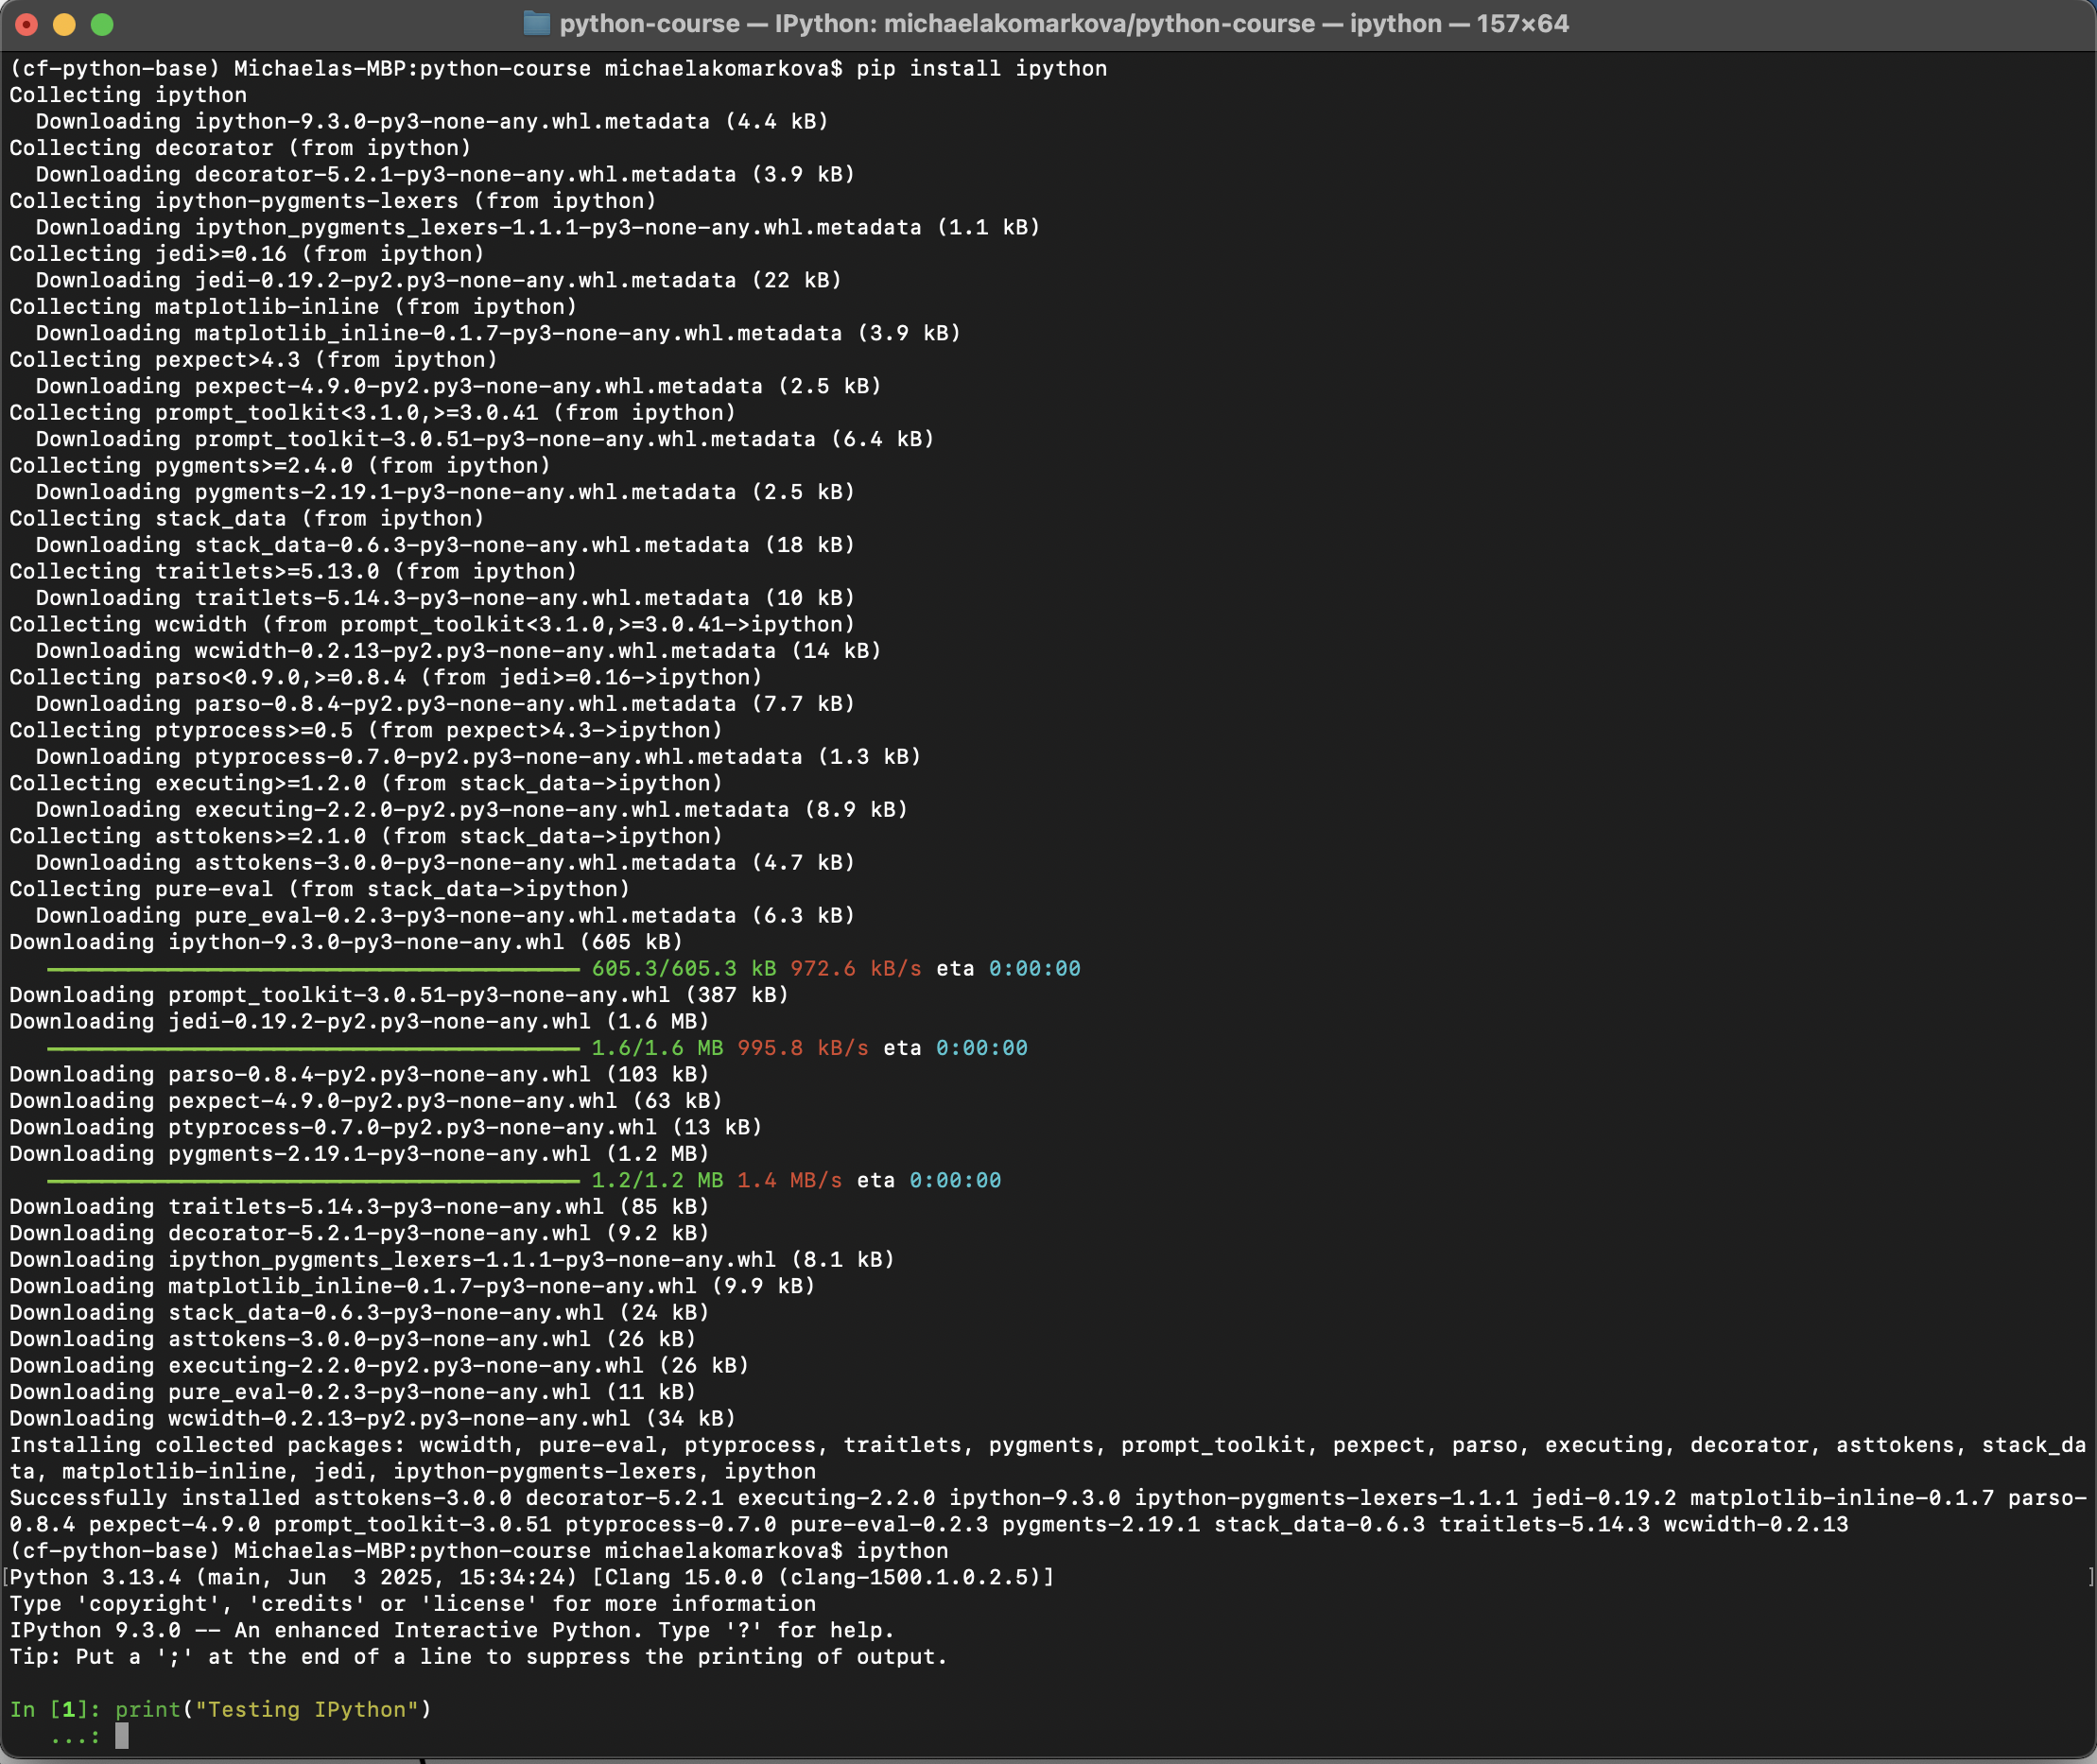 python-course — IPython: michaelakomarkova/python-course — ipython — 157×64
(cf-python-base) Michaelas-MBP:python-course michaelakomarkova$ pip install ipython
Collecting ipython
  Downloading ipython-9.3.0-py3-none-any.whl.metadata (4.4 kB)
Collecting decorator (from ipython)
  Downloading decorator-5.2.1-py3-none-any.whl.metadata (3.9 kB)
Collecting ipython-pygments-lexers (from ipython)
  Downloading ipython_pygments_lexers-1.1.1-py3-none-any.whl.metadata (1.1 kB)
Collecting jedi>=0.16 (from ipython)
  Downloading jedi-0.19.2-py2.py3-none-any.whl.metadata (22 kB)
Collecting matplotlib-inline (from ipython)
  Downloading matplotlib_inline-0.1.7-py3-none-any.whl.metadata (3.9 kB)
Collecting pexpect>4.3 (from ipython)
  Downloading pexpect-4.9.0-py2.py3-none-any.whl.metadata (2.5 kB)
Collecting prompt_toolkit<3.1.0,>=3.0.41 (from ipython)
  Downloading prompt_toolkit-3.0.51-py3-none-any.whl.metadata (6.4 kB)
Collecting pygments>=2.4.0 (from ipython)
  Downloading pygments-2.19.1-py3-none-any.whl.metadata (2.5 kB)
Collecting stack_data (from ipython)
  Downloading stack_data-0.6.3-py3-none-any.whl.metadata (18 kB)
Collecting traitlets>=5.13.0 (from ipython)
  Downloading traitlets-5.14.3-py3-none-any.whl.metadata (10 kB)
Collecting wcwidth (from prompt_toolkit<3.1.0,>=3.0.41->ipython)
  Downloading wcwidth-0.2.13-py2.py3-none-any.whl.metadata (14 kB)
Collecting parso<0.9.0,>=0.8.4 (from jedi>=0.16->ipython)
  Downloading parso-0.8.4-py2.py3-none-any.whl.metadata (7.7 kB)
Collecting ptyprocess>=0.5 (from pexpect>4.3->ipython)
  Downloading ptyprocess-0.7.0-py2.py3-none-any.whl.metadata (1.3 kB)
Collecting executing>=1.2.0 (from stack_data->ipython)
  Downloading executing-2.2.0-py2.py3-none-any.whl.metadata (8.9 kB)
Collecting asttokens>=2.1.0 (from stack_data->ipython)
  Downloading asttokens-3.0.0-py3-none-any.whl.metadata (4.7 kB)
Collecting pure-eval (from stack_data->ipython)
  Downloading pure_eval-0.2.3-py3-none-any.whl.metadata (6.3 kB)
Downloading ipython-9.3.0-py3-none-any.whl (605 kB)
605.3/605.3 kB 972.6 kB/s eta 0:00:00
Downloading prompt_toolkit-3.0.51-py3-none-any.whl (387 kB)
Downloading jedi-0.19.2-py2.py3-none-any.whl (1.6 MB)
1.6/1.6 MB 995.8 kB/s eta 0:00:00
Downloading parso-0.8.4-py2.py3-none-any.whl (103 kB)
Downloading pexpect-4.9.0-py2.py3-none-any.whl (63 kB)
Downloading ptyprocess-0.7.0-py2.py3-none-any.whl (13 kB)
Downloading pygments-2.19.1-py3-none-any.whl (1.2 MB)
1.2/1.2 MB 1.4 MB/s eta 0:00:00
Downloading traitlets-5.14.3-py3-none-any.whl (85 kB)
Downloading decorator-5.2.1-py3-none-any.whl (9.2 kB)
Downloading ipython_pygments_lexers-1.1.1-py3-none-any.whl (8.1 kB)
Downloading matplotlib_inline-0.1.7-py3-none-any.whl (9.9 kB)
Downloading stack_data-0.6.3-py3-none-any.whl (24 kB)
Downloading asttokens-3.0.0-py3-none-any.whl (26 kB)
Downloading executing-2.2.0-py2.py3-none-any.whl (26 kB)
Downloading pure_eval-0.2.3-py3-none-any.whl (11 kB)
Downloading wcwidth-0.2.13-py2.py3-none-any.whl (34 kB)
Installing collected packages: wcwidth, pure-eval, ptyprocess, traitlets, pygments, prompt_toolkit, pexpect, parso, executing, decorator, asttokens, stack_da
ta, matplotlib-inline, jedi, ipython-pygments-lexers, ipython
Successfully installed asttokens-3.0.0 decorator-5.2.1 executing-2.2.0 ipython-9.3.0 ipython-pygments-lexers-1.1.1 jedi-0.19.2 matplotlib-inline-0.1.7 parso-
0.8.4 pexpect-4.9.0 prompt_toolkit-3.0.51 ptyprocess-0.7.0 pure-eval-0.2.3 pygments-2.19.1 stack_data-0.6.3 traitlets-5.14.3 wcwidth-0.2.13
(cf-python-base) Michaelas-MBP:python-course michaelakomarkova$ ipython
[Python 3.13.4 (main, Jun  3 2025, 15:34:24) [Clang 15.0.0 (clang-1500.1.0.2.5)] ]
Type 'copyright', 'credits' or 'license' for more information
IPython 9.3.0 -- An enhanced Interactive Python. Type '?' for help.
Tip: Put a ';' at the end of a line to suppress the printing of output.
In [1]: print("Testing IPython")
   ...: